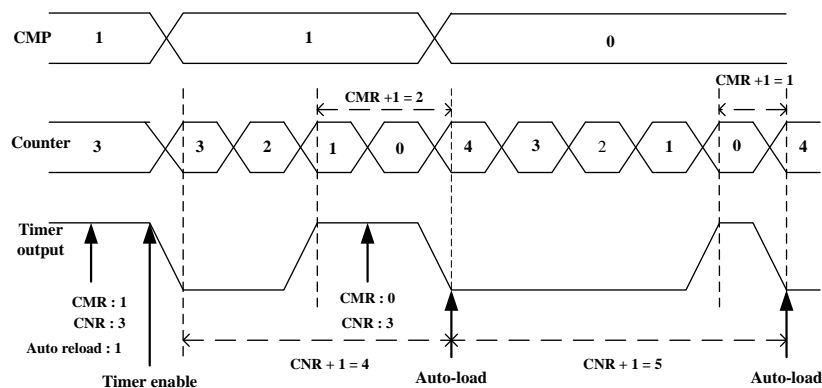 CMP 1 1 0
CMR +1 = 2
CMR+1 = 1
Counter 3 3 2 1 0 4 3 2 1 0 4
Timer
output
CMR : 1
CNR : 3
Auto reload : 1
Timer enable
CMR : 0
CNR : 3
CNR + 1 = 4
Auto-load
CNR + 1 = 5
Auto-load